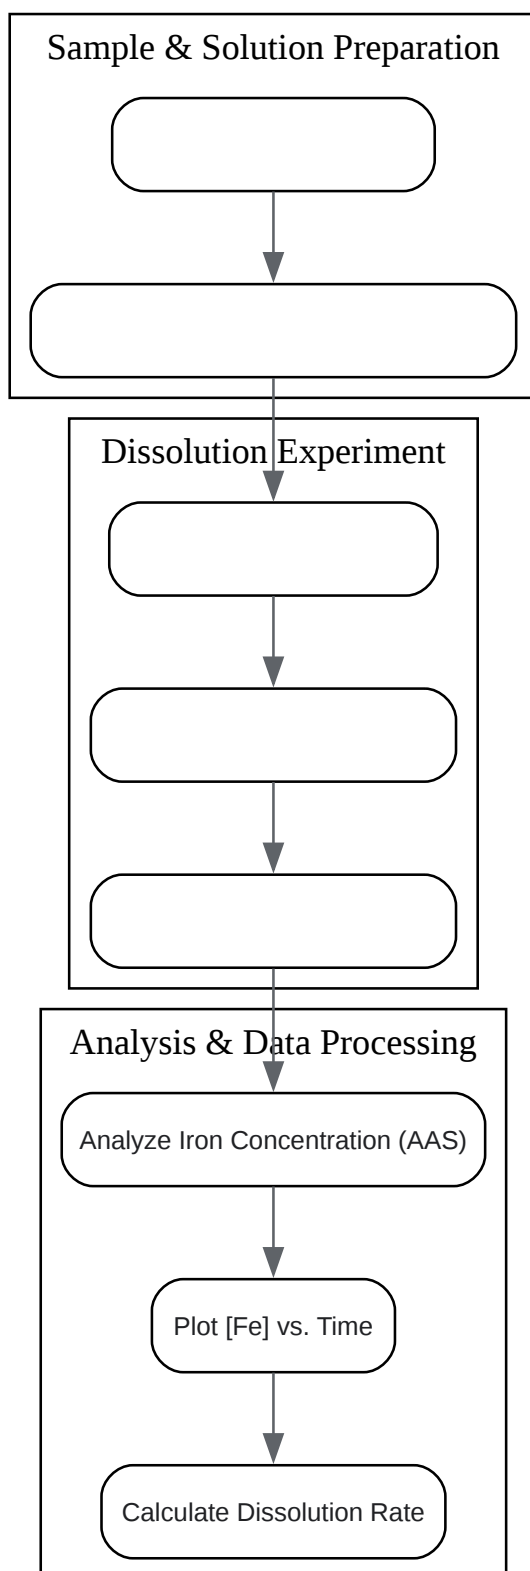 Sample & Solution Preparation
Dissolution Experiment
Analysis & Data Processing
Analyze Iron Concentration (AAS)
Plot [Fe] vs. Time
Calculate Dissolution Rate